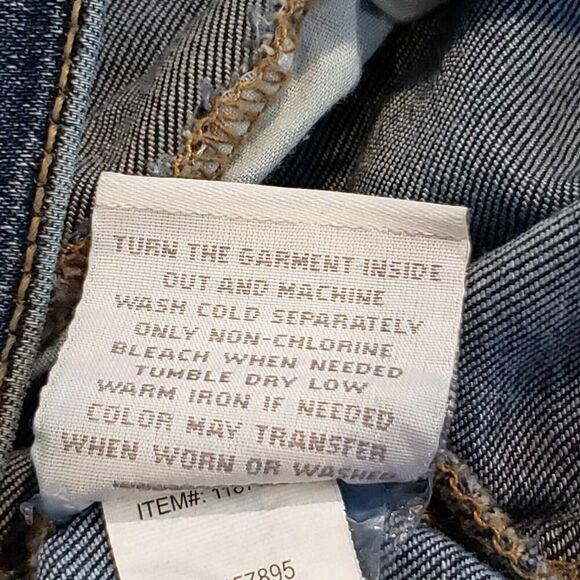 TURN THE GARMENT INSIDE
OUT AND MACHINE
WASH COLD SEPARATELY
ONLY NON-CHLORINE
BLEACH WHEN NEEDED
TUMBLE DRY LOW
WARM IRON IF NEEDED
COLOR MAY TRANSFER
WHEN WORN OR WASHED
ITEM#: